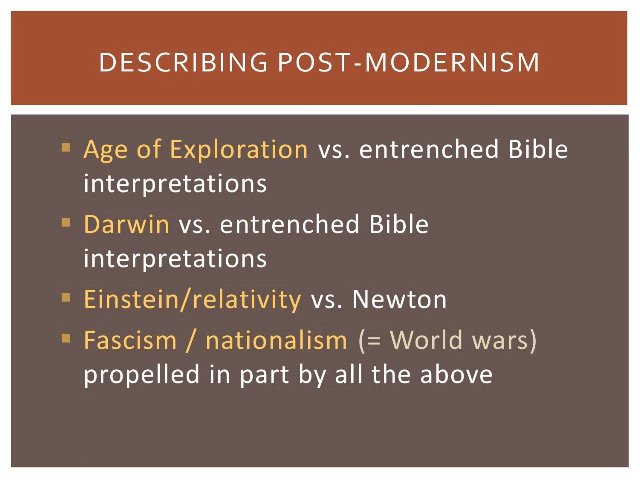 DESCRIBING POST-MODERNISM
Age of Exploration vs. entrenched Bible
interpretations
Darwin vs. entrenched Bible
interpretations
Einstein/relativity vs. Newton
Fascism / nationalism (= World wars)
propelled in part by all the above